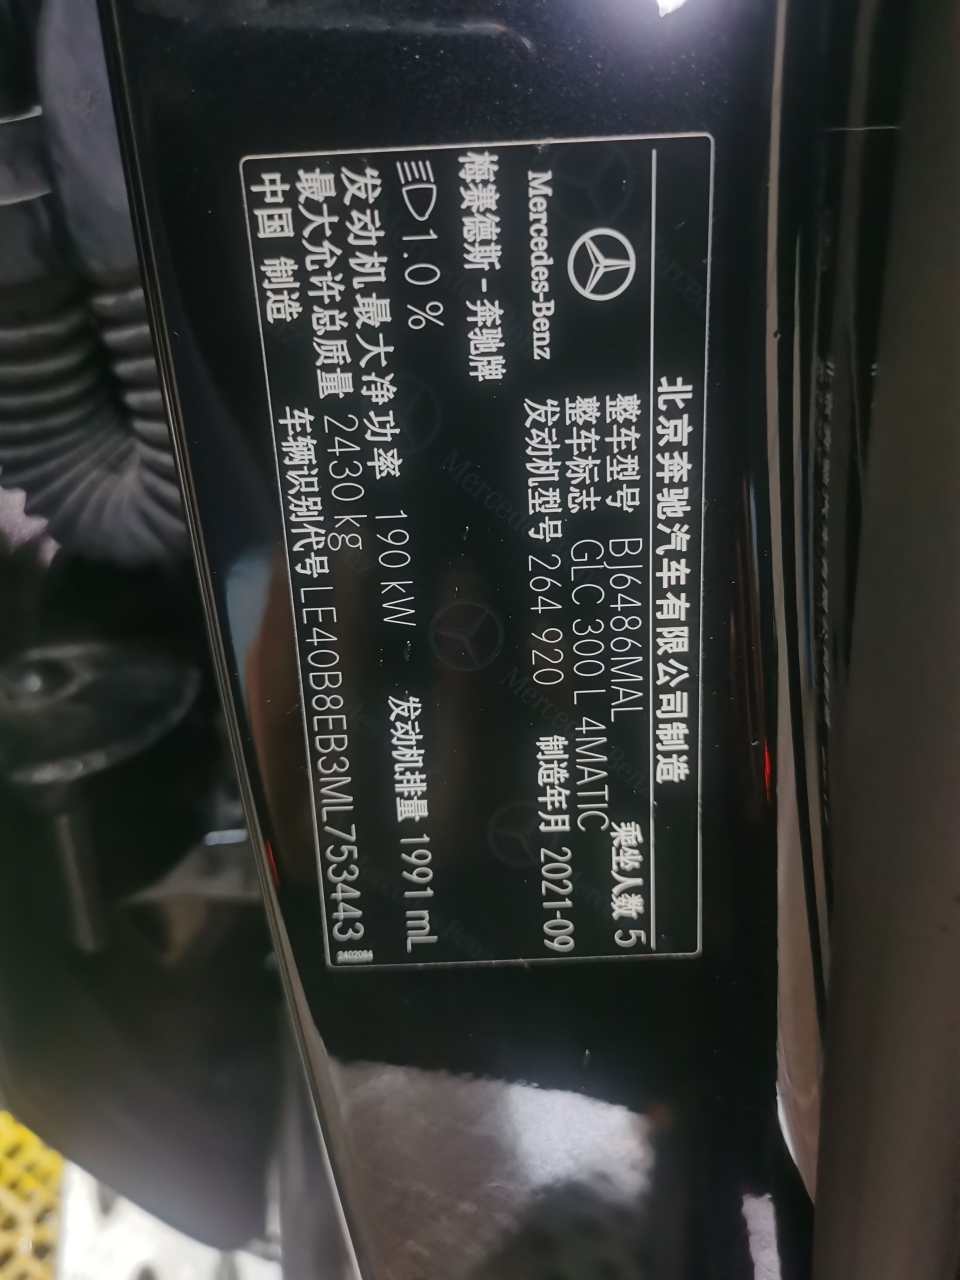 北京奔驰汽车有限公司制造
Mercedes-Benz
整车型号 BJ6486MAL 乘坐人数 5
整车标志 GLC 300 L 4MATIC
发动机型号 264 920 制造年月 2021-09
梅赛德斯-奔驰牌
1.0 %
发动机最大净功率 190 kW 发动机排量 1991 mL
最大允许总质量 2430 kg
中国 制造 车辆识别代号 LE40B8EB3ML753443
2402064